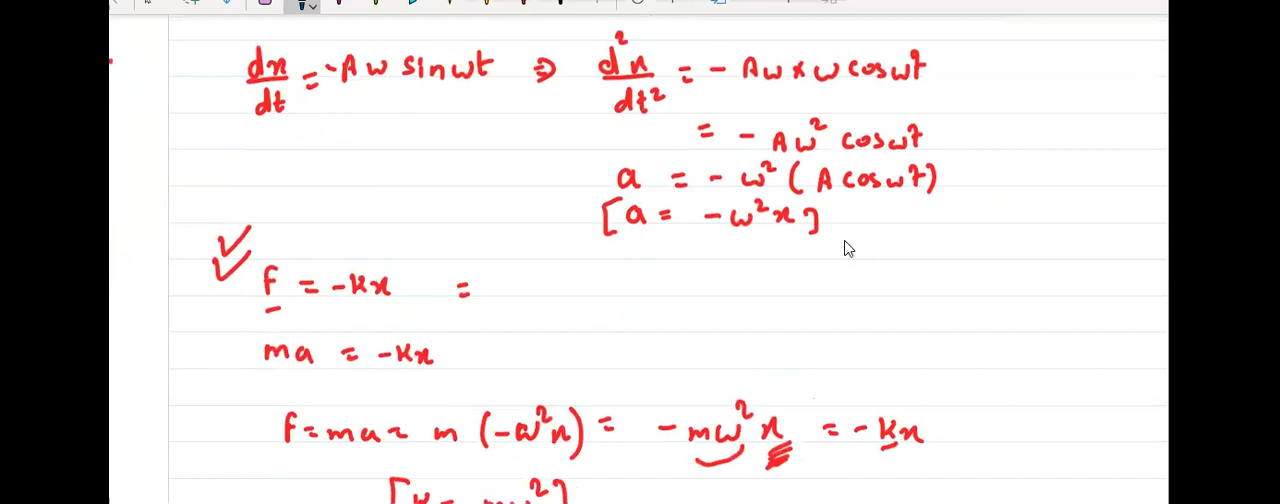 dx/dt = -Aω sinωt ⇒ d²x/dt² = - Aω×ω cosωt
= - Aω² cosωt
a = - ω² (A cosωt)
[a = -ω²x]
F = -kx =
ma = -kx
F = ma = m (-ω²x) = - mω²x = - kx
[k = mω²]